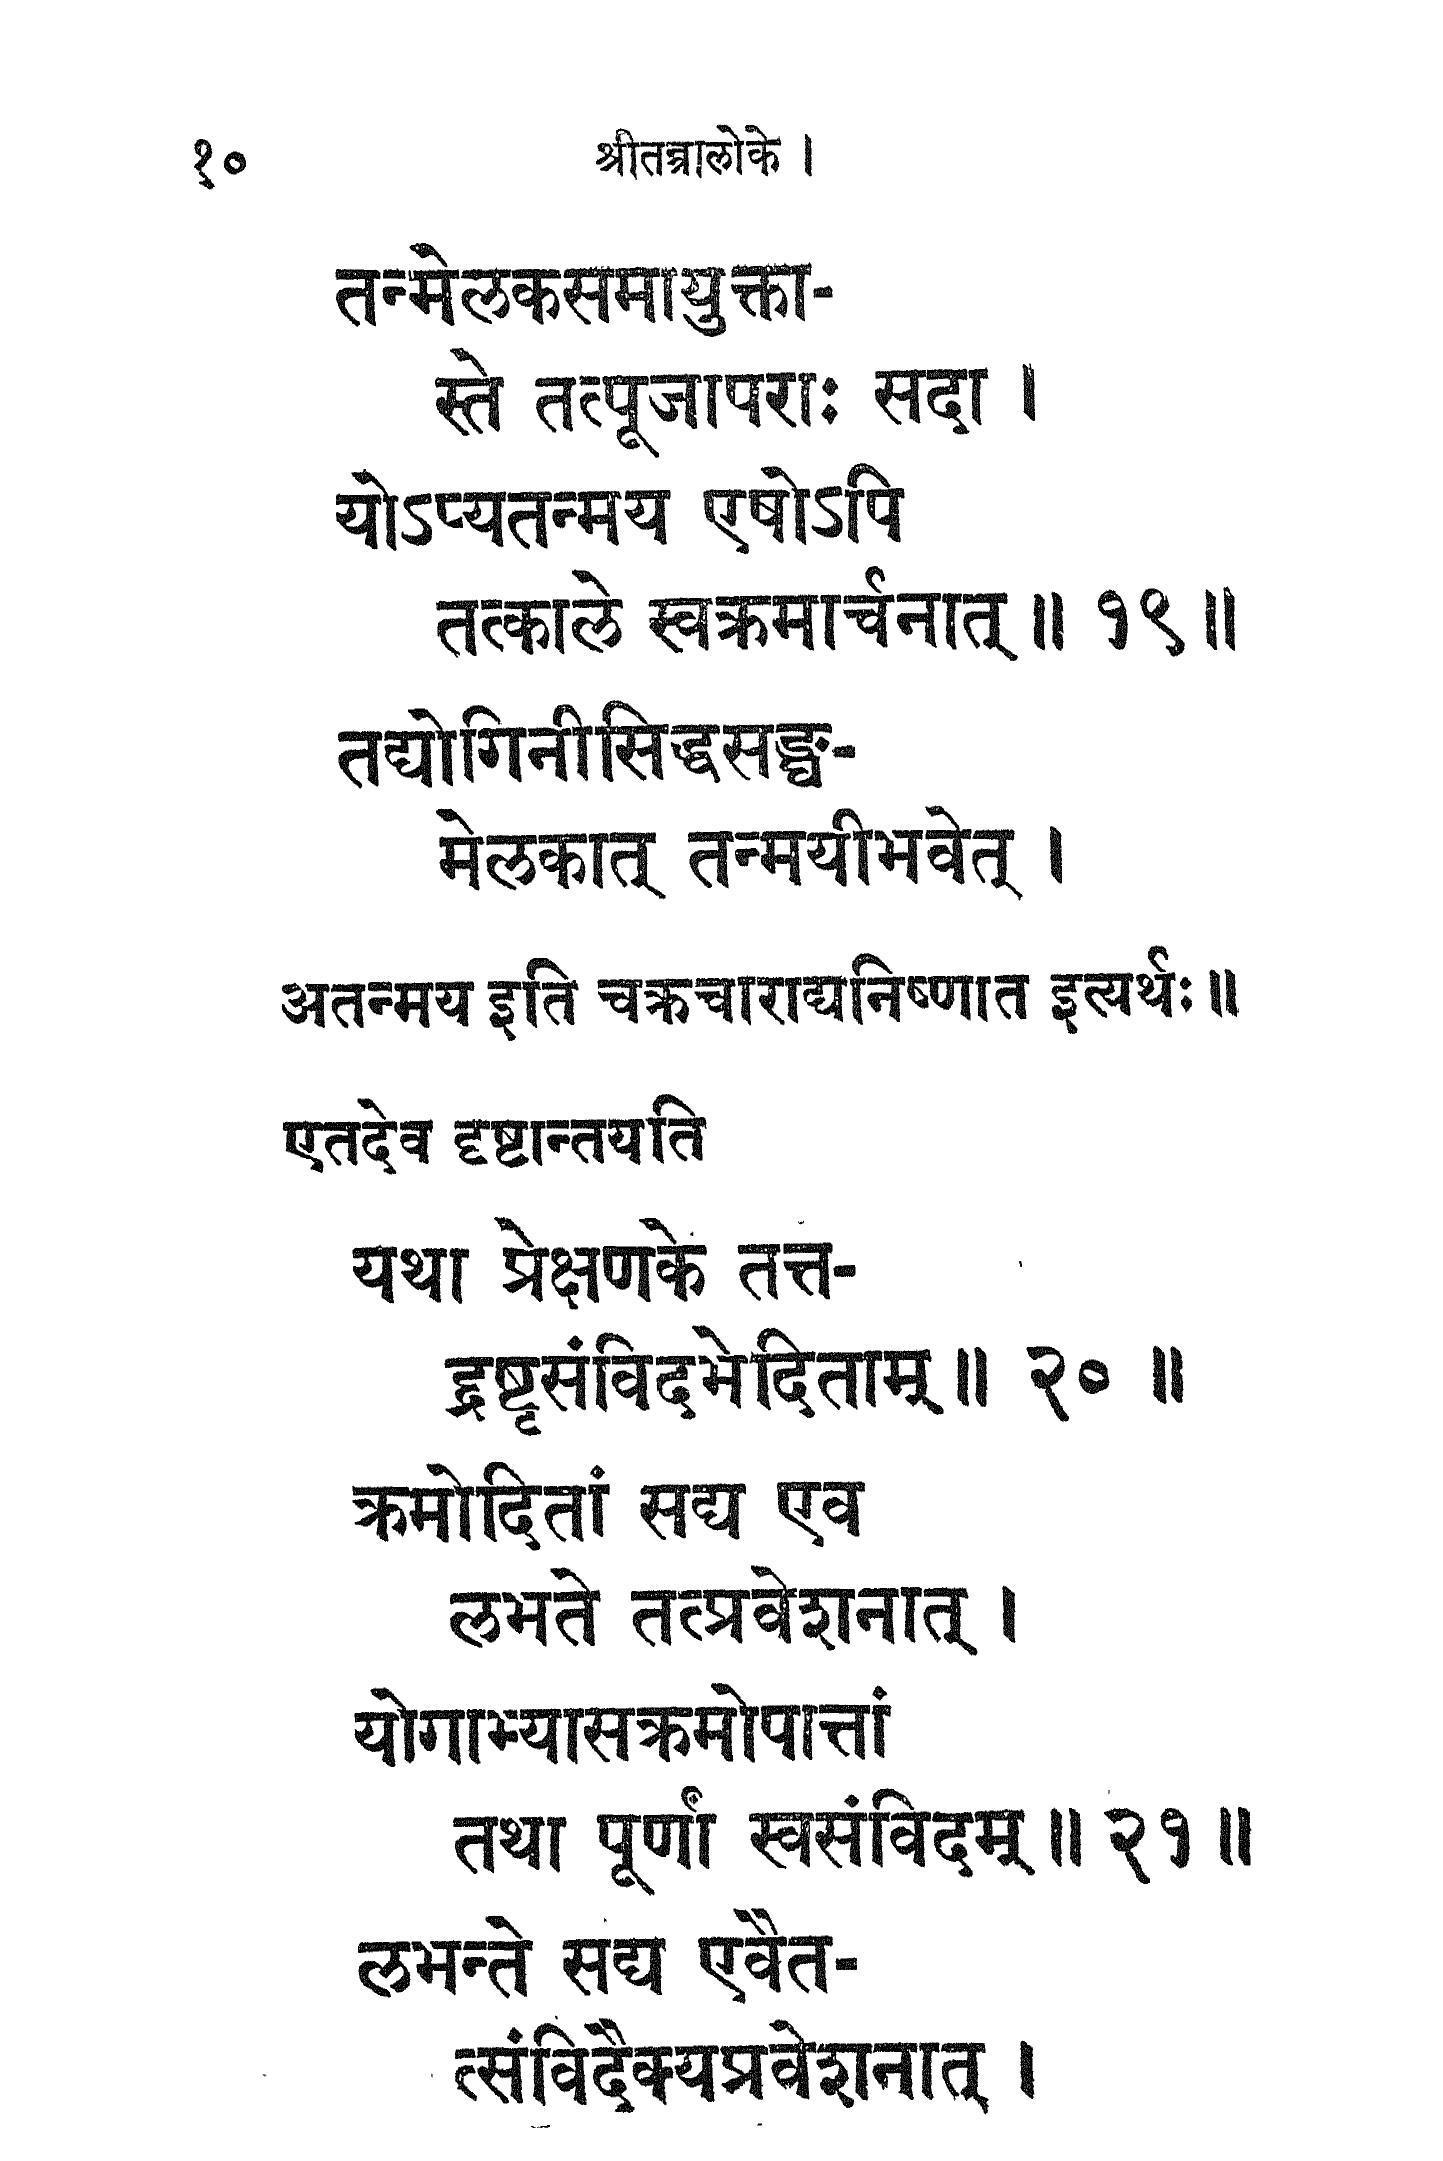 १०
श्रीतन्त्रालोके ।
तन्मेलकसमायुक्ता-
स्ते तत्पूजापराः सदा ।
योऽप्यतन्मय एषोऽपि
तत्काले स्वक्रमार्चनात् ॥ १९ ॥
तद्योगिनीसिद्धसङ्घ-
मेलकात् तन्मयीभवेत् ।
अतन्मय इति चक्रचाराद्यनिष्णात इत्यर्थः ॥
एतदेव दृष्टान्तयति
यथा प्रेक्षणके तत्त-
द्द्रष्टृसंविदभेदिताम् ॥ २० ॥
क्रमोदितां सद्य एव
लभते तत्प्रवेशनात् ।
योगाभ्यासक्रमोपात्तां
तथा पूर्णां स्वसंविदम् ॥ २१ ॥
लभन्ते सद्य एवैत-
त्संविदैक्यप्रवेशनात् ।